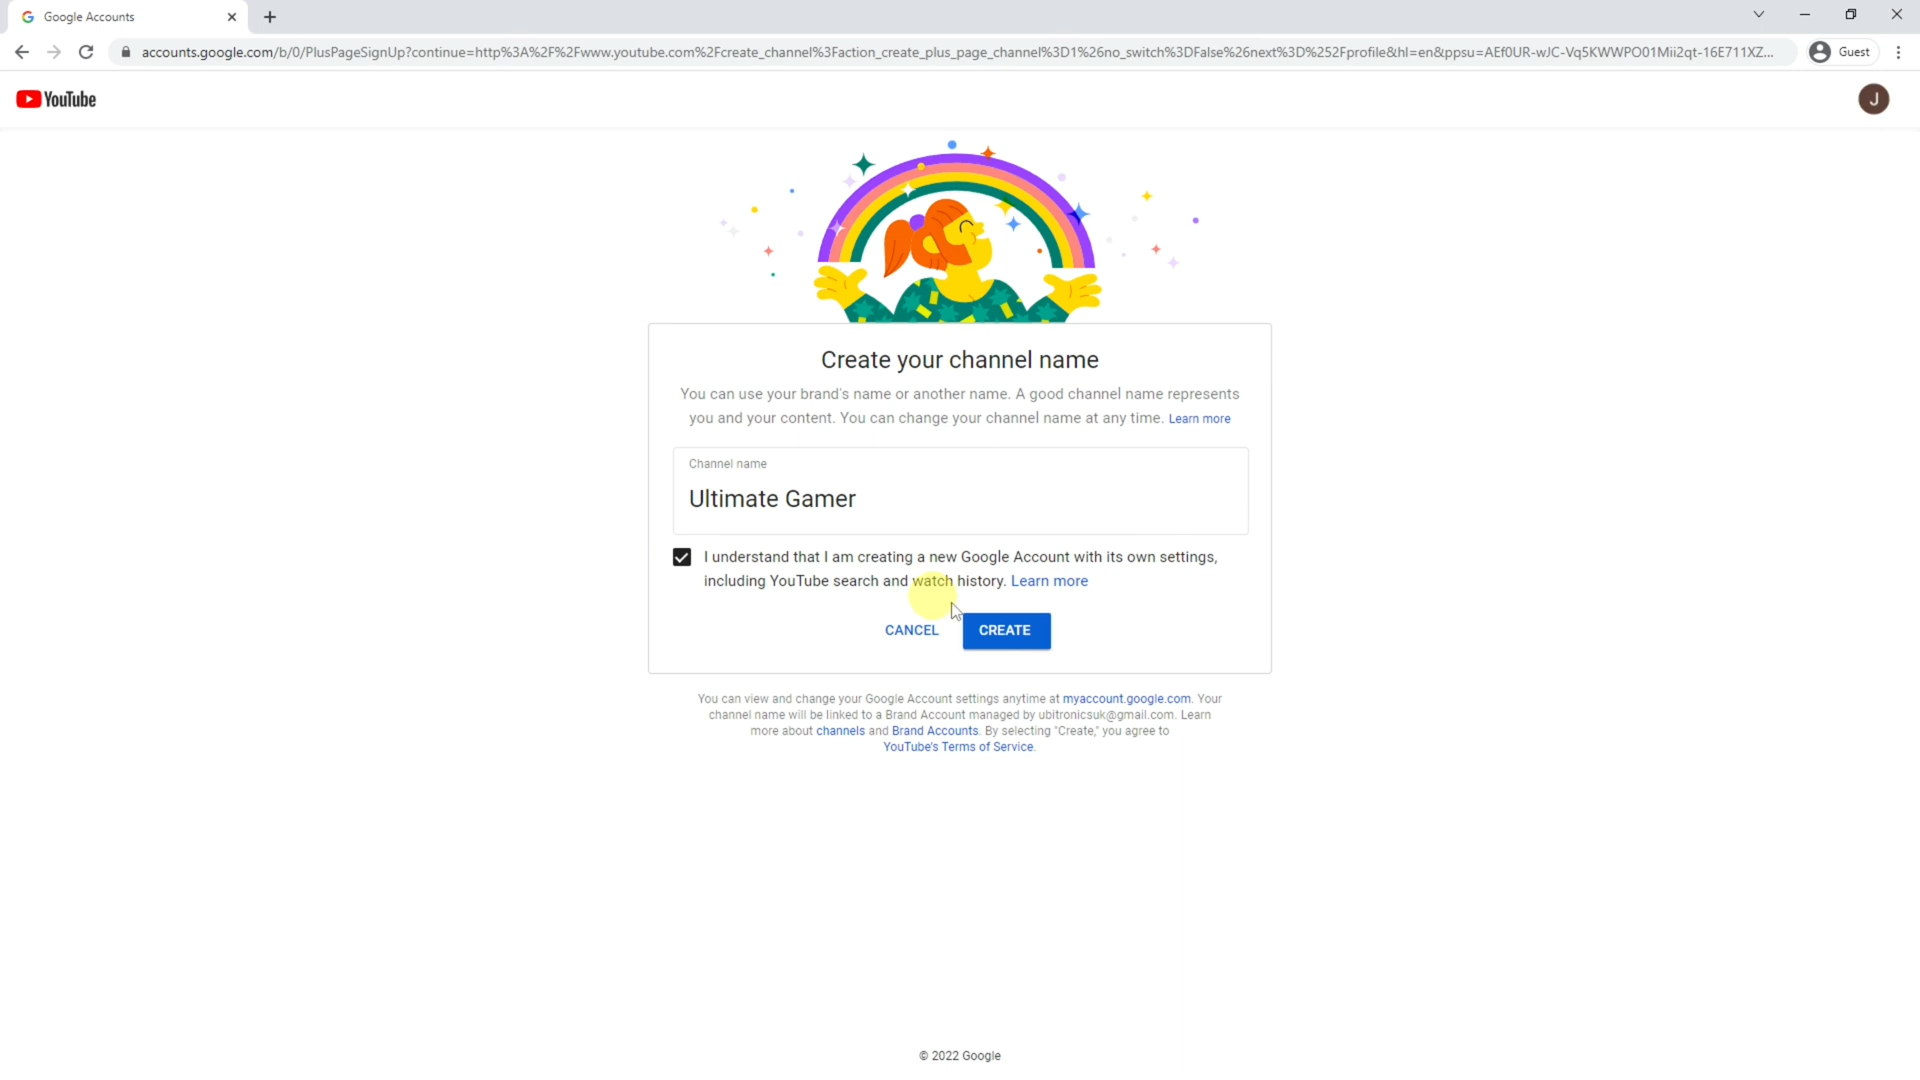 Google Accounts
accounts.google.com/b/0/PlusPageSignUp?continue=http%3A%2F%2Fwww.youtube.com%2Fcreate_channel%3Faction_create_plus_page_channel%3D1%26no_switch%3DFalse%26next%3D%252Fprofile&hl=en&ppsu=AEf0UR-wJC-Vq5KWWPO01Mii2qt-16E711XZ...
Guest
YouTube
J
Create your channel name
You can use your brand's name or another name. A good channel name represents
you and your content. You can change your channel name at any time. Learn more
Channel name
Ultimate Gamer
I understand that I am creating a new Google Account with its own settings,
including YouTube search and watch history. Learn more
CANCEL
CREATE
You can view and change your Google Account settings anytime at myaccount.google.com. Your
channel name will be linked to a Brand Account managed by ubitronicsuk@gmail.com. Learn
more about channels and Brand Accounts. By selecting "Create," you agree to
YouTube's Terms of Service.
© 2022 Google